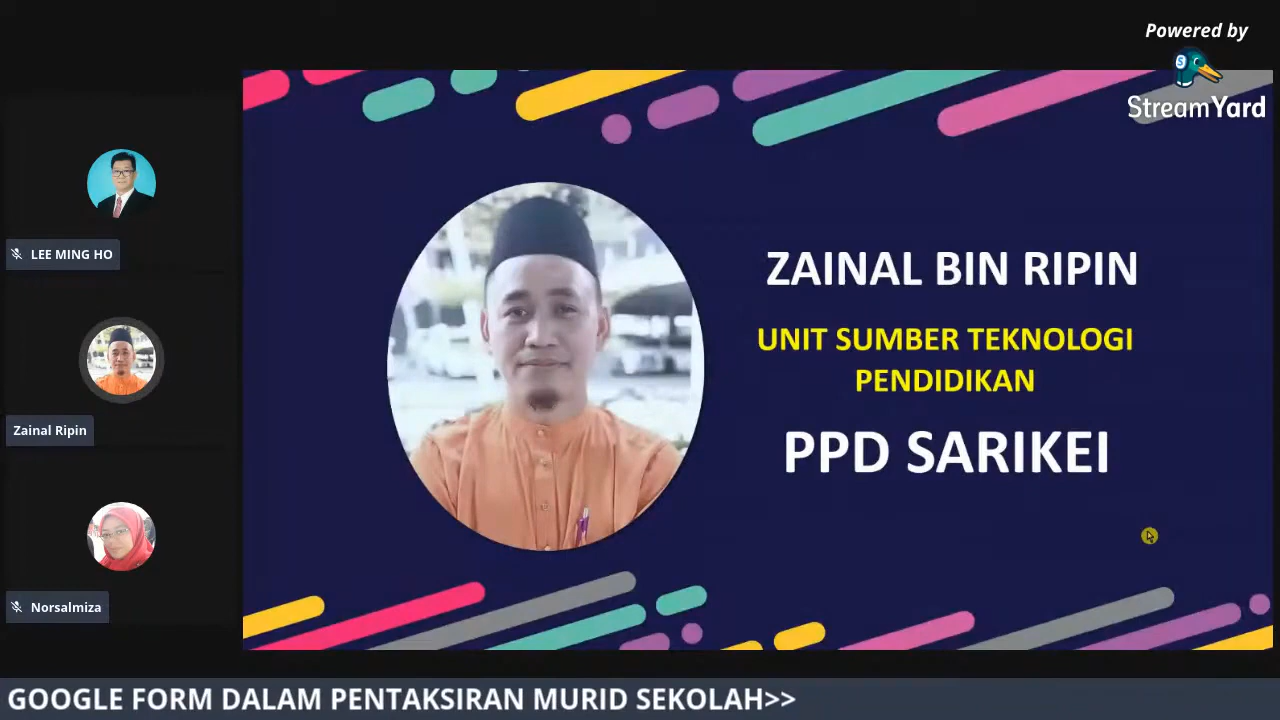 Powered by
StreamYard
LEE MING HO
Zainal Ripin
Norsalmiza
ZAINAL BIN RIPIN
UNIT SUMBER TEKNOLOGI
PENDIDIKAN
PPD SARIKEI
GOOGLE FORM DALAM PENTAKSIRAN MURID SEKOLAH>>